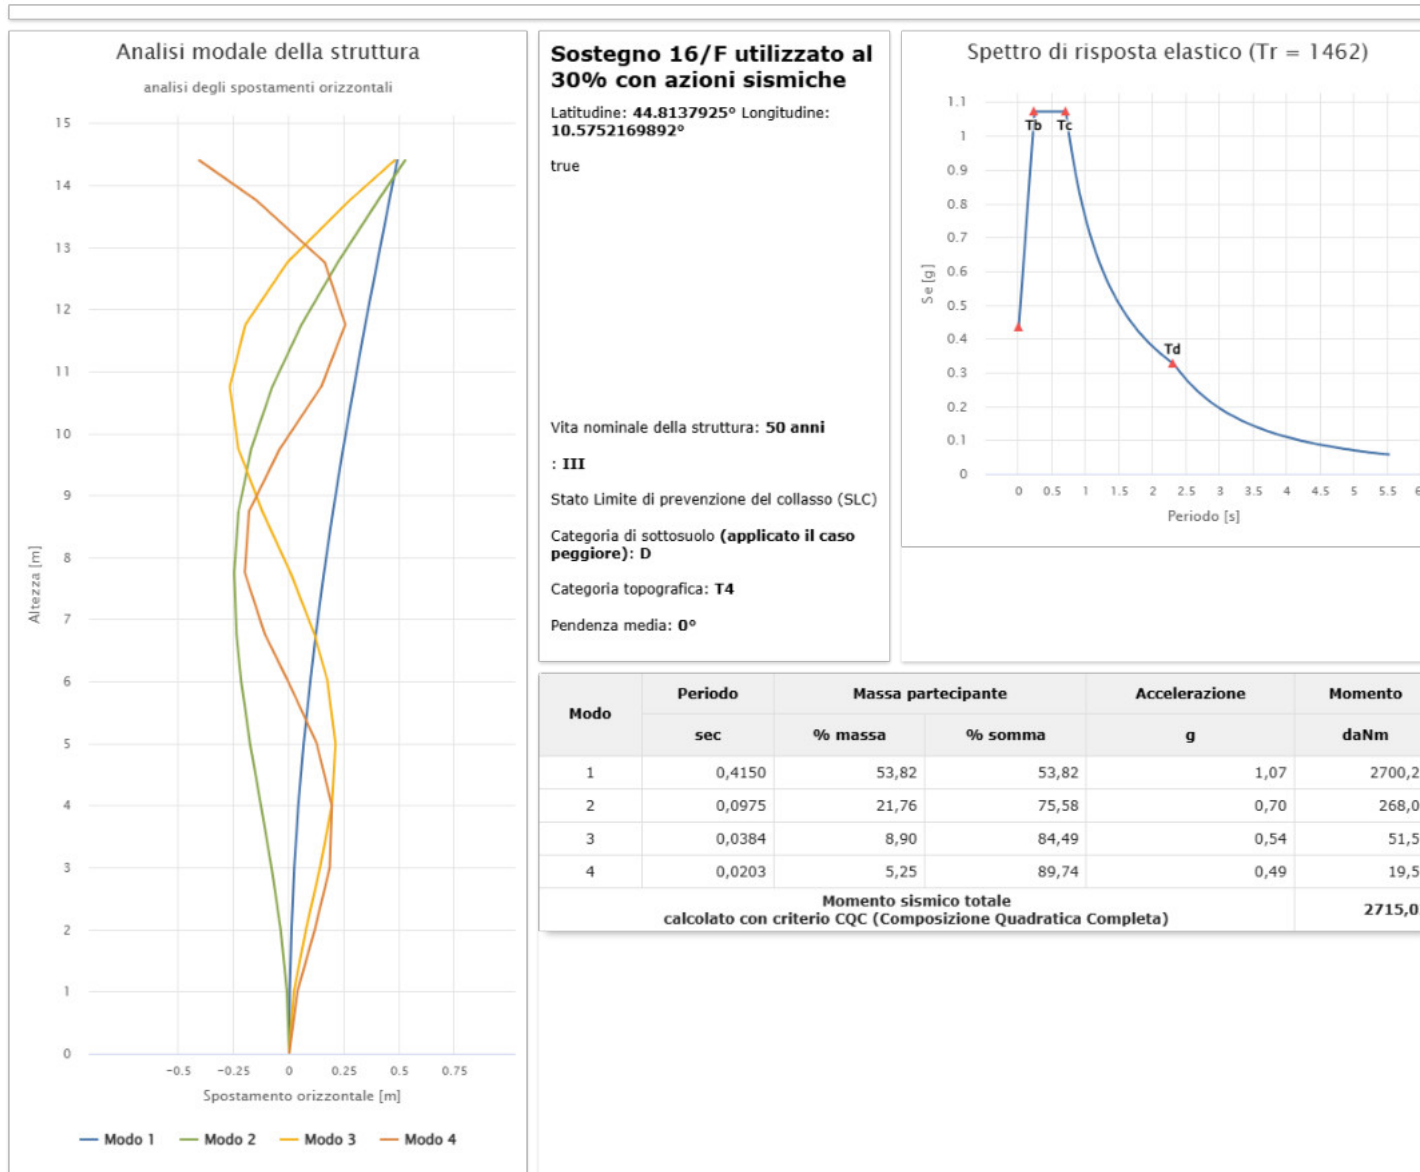 Analisi modale della struttura
analisi degli spostamenti orizzontali
15
14
13
12
11
10
9
8
7
6
5
4
3
2
1
0
Altezza [m]
-0.5 -0.25 0 0.25 0.5 0.75
Spostamento orizzontale [m]
Modo 1 Modo 2 Modo 3 Modo 4
Sostegno 16/F utilizzato al
30% con azioni sismiche
Latitudine: 44.8137925° Longitudine:
10.5752169892°
true
Vita nominale della struttura: 50 anni
: III
Stato Limite di prevenzione del collasso (SLC)
Categoria di sottosuolo (applicato il caso
peggiore): D
Categoria topografica: T4
Pendenza media: 0°
Spettro di risposta elastico (Tr = 1462)
1.1
1
0.9
0.8
0.7
0.6
0.5
0.4
0.3
0.2
0.1
0
Se [g]
Tb Tc
Td
0 0.5 1 1.5 2 2.5 3 3.5 4 4.5 5 5.5 6
Periodo [s]
Modo Periodo Massa partecipante Accelerazione Momento
sec % massa % somma g daNm
1 0,4150 53,82 53,82 1,07 2700,2
2 0,0975 21,76 75,58 0,70 268,0
3 0,0384 8,90 84,49 0,54 51,5
4 0,0203 5,25 89,74 0,49 19,5
Momento sismico totale
calcolato con criterio CQC (Composizione Quadratica Completa) 2715,0